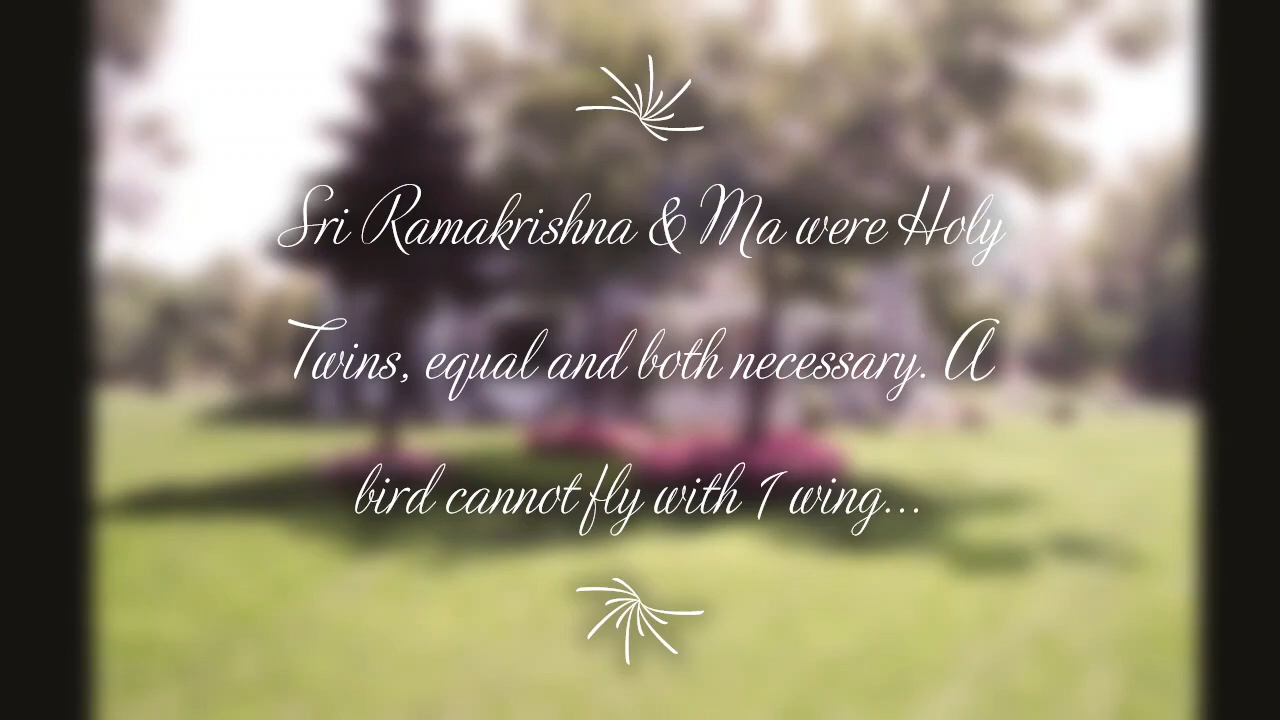 Sri Ramakrishna & Ma were Holy
Twins, equal and both necessary. A
bird cannot fly with 1 wing...